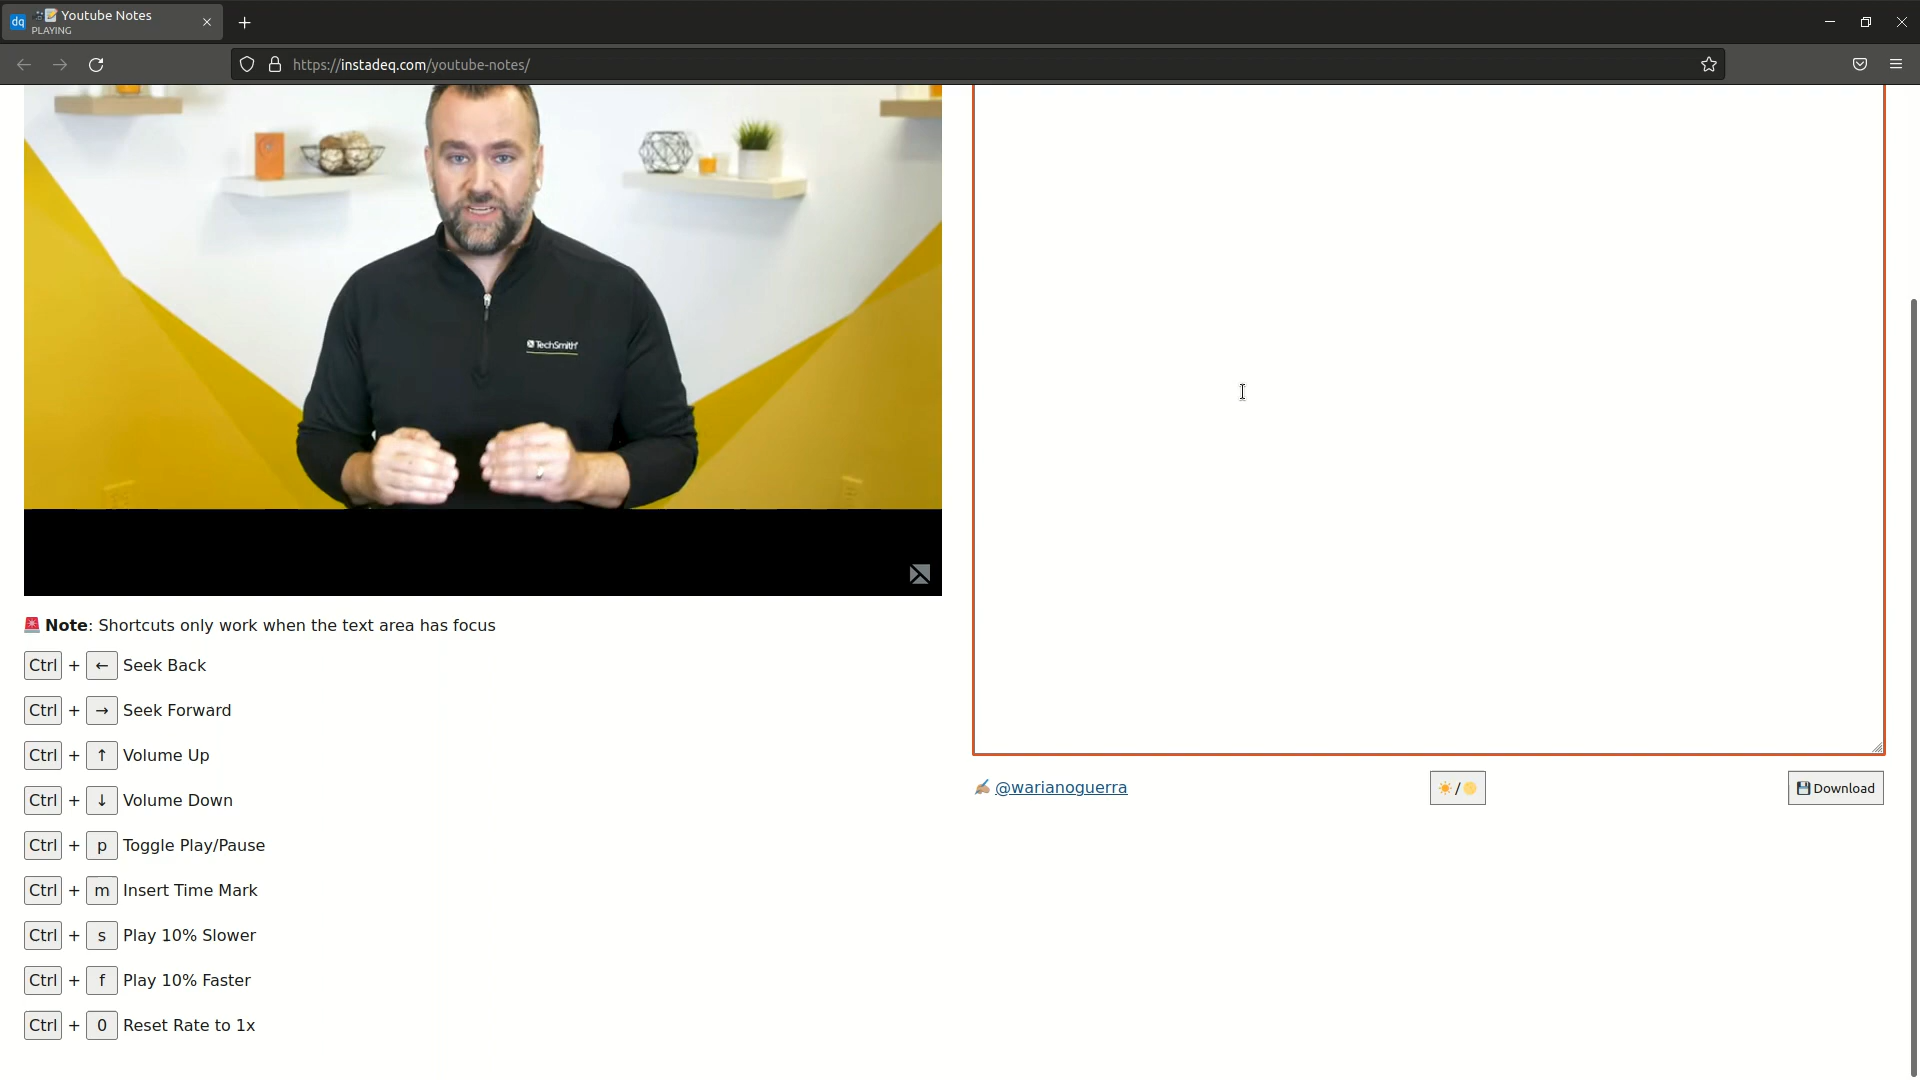 dq Youtube Notes
PLAYING
https://instadeq.com/youtube-notes/
TechSmith
Note: Shortcuts only work when the text area has focus
Ctrl + ← Seek Back
Ctrl + → Seek Forward
Ctrl + ↑ Volume Up
Ctrl + ↓ Volume Down
Ctrl + p Toggle Play/Pause
Ctrl + m Insert Time Mark
Ctrl + s Play 10% Slower
Ctrl + f Play 10% Faster
Ctrl + 0 Reset Rate to 1x
@warianoguerra
/
Download